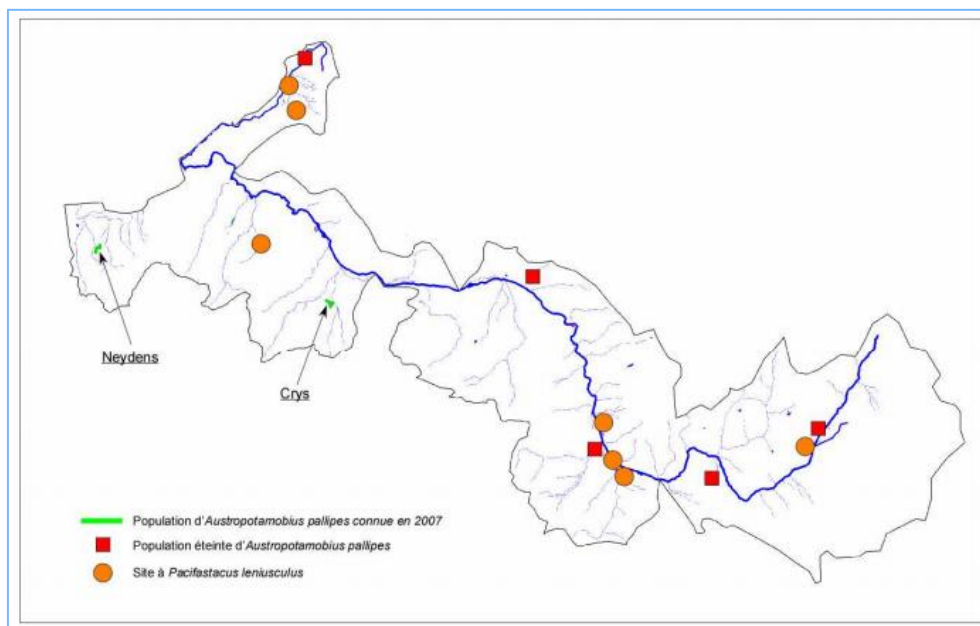 Neydens
Crys
Population d'Austropotamobius pallipes connue en 2007
Population éteinte d'Austropotamobius pallipes
Site à Pacifastacus leniusculus